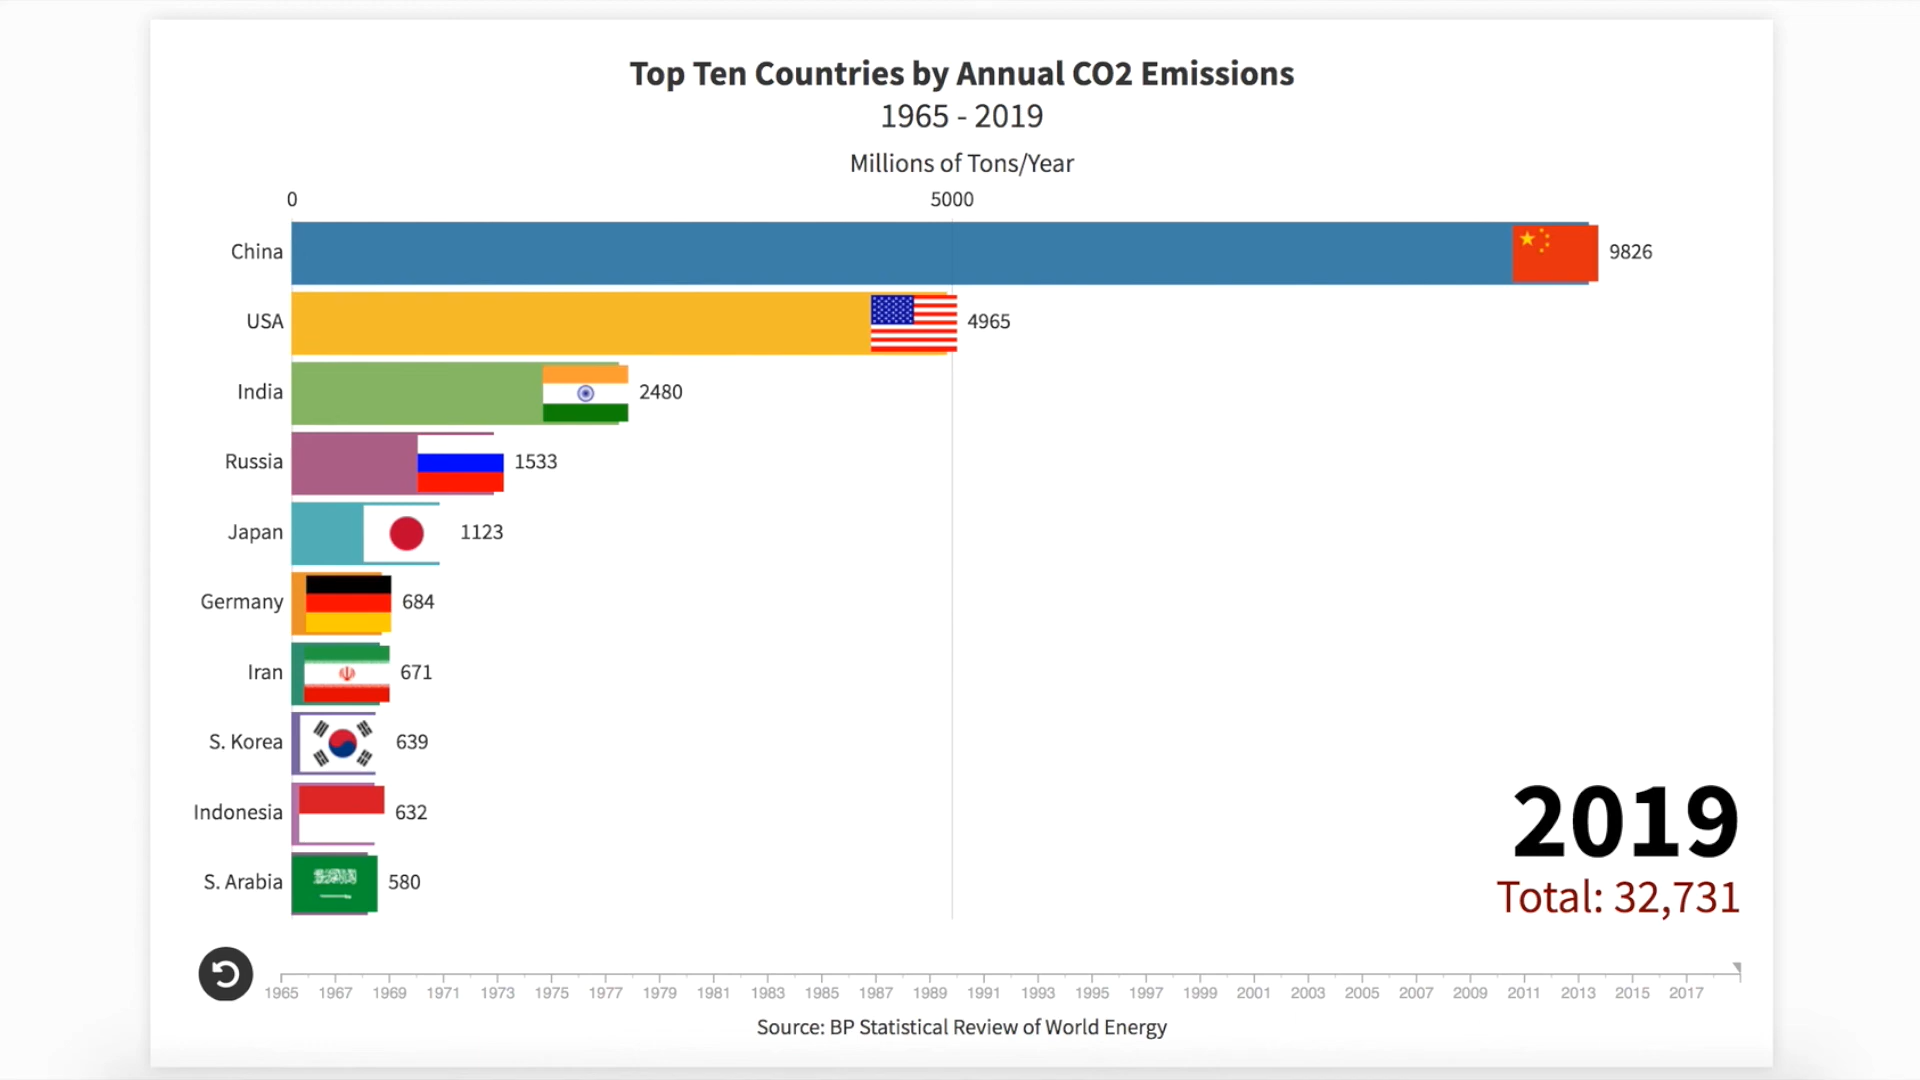 Top Ten Countries by Annual CO2 Emissions
1965 - 2019
Millions of Tons/Year
0 5000
China 9826
USA 4965
India 2480
Russia 1533
Japan 1123
Germany 684
Iran 671
S. Korea 639
Indonesia 632
S. Arabia 580
2019
Total: 32,731
1965 1967 1969 1971 1973 1975 1977 1979 1981 1983 1985 1987 1989 1991 1993 1995 1997 1999 2001 2003 2005 2007 2009 2011 2013 2015 2017
Source: BP Statistical Review of World Energy